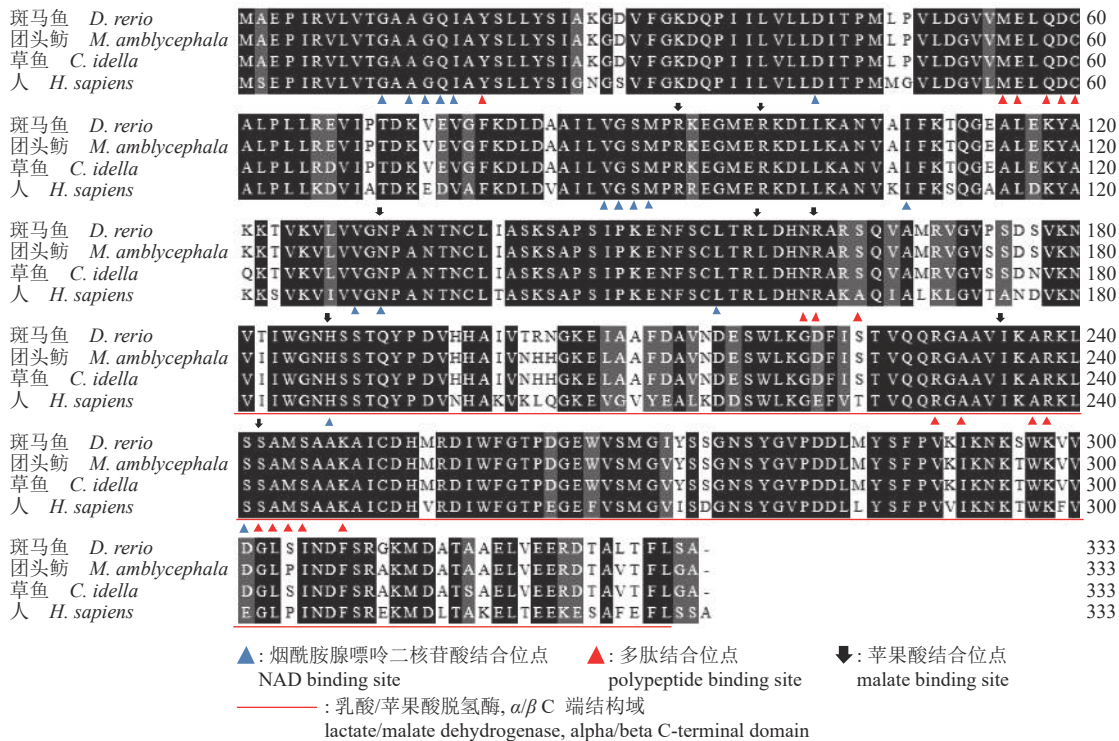 斑马鱼 D. rerio MAEPIRVLVTGAAGQIAYSLLYSIAKGDVFGKDQPIILVLLDITPMLPVLDGVVMELQDC 60
团头鲂 M. amblycephala MAEPIRVLVTGAAGQIAYSLLYSIAKGDVFGKDQPIILVLLDITPMLPVLDGVVMELQDC 60
草鱼 C. idella MAEPIRVLVTGAAGQIAYSLLYSIAKGDVFGKDQPIILVLLDITPMLPVLDGVVMELQDC 60
人 H. sapiens MSEPIRVLVTGAAGQIAYSLLYSIGNGSVFGKDQPIILVLLDITPMMGVLDGVLMELQDC 60
斑马鱼 D. rerio ALPLLREVIPTDKVEVGFKDLDAAILVGSMPRKEGMERKDLLKANVAIFKTQGEALEKYA 120
团头鲂 M. amblycephala ALPLLREVIPTDKVEVGFKDLDAAILVGSMPRKEGMERKDLLKANVAIFKTQGEALEKYA 120
草鱼 C. idella ALPLLRDVIPTDKVEVGFKDLDAAILVGSMPRKEGMERKDLLKANVAIFKTQGEALEKYA 120
人 H. sapiens ALPLLKDVIATDKEDVAFKDLDVAILVGSMPRREGMERKDLLKANVKIFKSQGAALDKYA 120
斑马鱼 D. rerio KKTVKVLVVGNPANTNCLIASKSAPSIPKENFSCLTRLDHNRARSQVAMRVGVPSDSVKN 180
团头鲂 M. amblycephala KKTVKVLVVGNPANTNCLIASKSAPSIPKENFSCLTRLDHNRARSQVAMRVGVSSDSVKN 180
草鱼 C. idella QKTVKVLVVGNPANTNCLIASKSAPSIPKENFSCLTRLDHNRARSQVAMRVGVSSDNVKN 180
人 H. sapiens KKSVKVIVVGNPANTNCLTASKSAPSIPKENFSCLTRLDHNRAKAQIALKLGVTANDVKN 180
斑马鱼 D. rerio VTIWGNHSSTQYPDVHHAIVTRNGKEIAAFDAVNDESWLKGDFISTVQQRGAAVIKARKL 240
团头鲂 M. amblycephala VIIWGNHSSTQYPDVHHAIVNHHGKELAAFDAVNDESWLKGDFISTVQQRGAAVIKARKL 240
草鱼 C. idella VIIWGNHSSTQYPDVHHAIVNHHGKELAAFDAVNDESWLKGDFISTVQQRGAAVIKARKL 240
人 H. sapiens VIIWGNHSSTQYPDVNHAKVKLQGKEVGVYEALKDDSWLKGEFVTTVQQRGAAVIKARKL 240
斑马鱼 D. rerio SSAMSAAKAICDHMRDIWFGTPDGEWVSMGIYSSGNSYGVPDDLMYSFPVKIKNKSWKVV 300
团头鲂 M. amblycephala SSAMSAAKAICDHMRDIWFGTPDGEWVSMGVYSSGNSYGVPDDLMYSFPVKIKNKTWKVV 300
草鱼 C. idella SSAMSAAKAICDHMRDIWFGTPDGEWVSMGVYSSGNSYGVPDDLMYSFPVKIKNKTWKVV 300
人 H. sapiens SSAMSAAKAICDHVRDIWFGTPEGEFVSMGVISDGNSYGVPDDLLYSFPVVIKNKTWKFV 300
斑马鱼 D. rerio DGLSINDFSRGKMDATAAELVEERDTALTFLSA- 333
团头鲂 M. amblycephala DGLPINDFSRAKMDATAAELVEERDTAVTFLGA- 333
草鱼 C. idella DGLSINDFSRAKMDATSAELVEERDTAVTFLGA- 333
人 H. sapiens EGLPINDFSREKMDLTAKELTEEKESAFEFLSSA 333
▲: 烟酰胺腺嘌呤二核苷酸结合位点 ▲: 多肽结合位点 : 苹果酸结合位点
NAD binding site polypeptide binding site malate binding site
: 乳酸/苹果酸脱氢酶, α/β C 端结构域
lactate/malate dehydrogenase, alpha/beta C-terminal domain